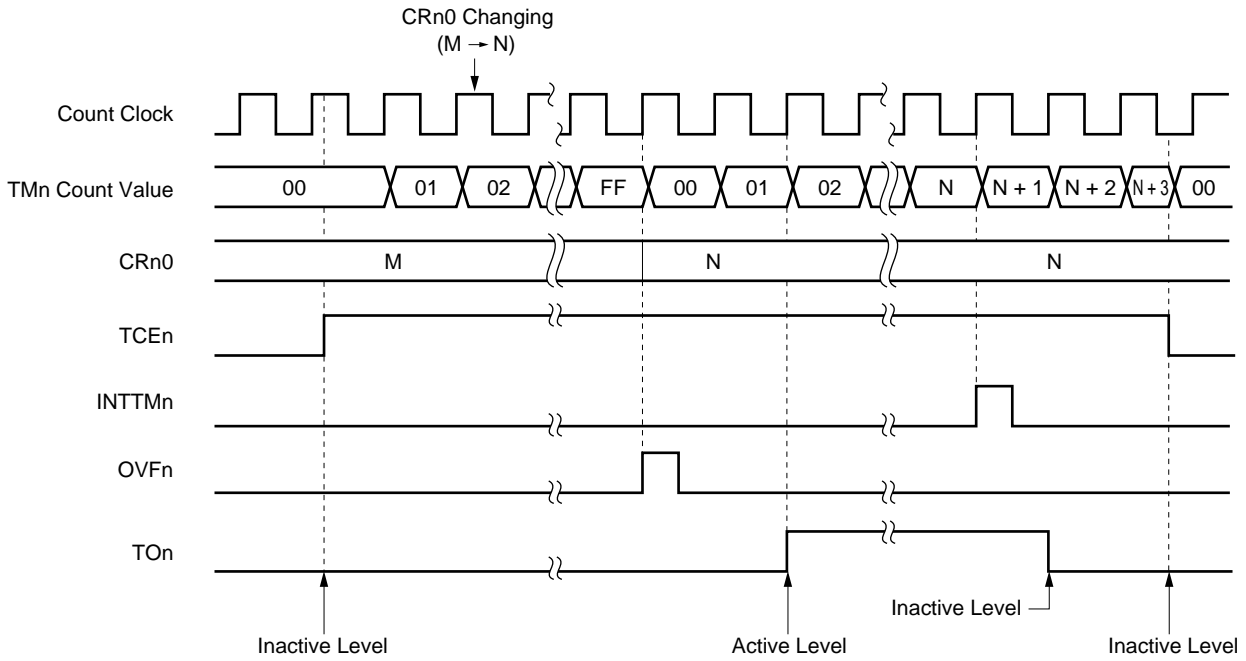 CRn0 Changing
(M → N)
Count Clock
TMn Count Value 00 01 02 FF 00 01 02 N N + 1 N + 2 N + 3 00
CRn0 M N N
TCEn
INTTMn
OVFn
TOn
Inactive Level
Inactive Level Active Level Inactive Level